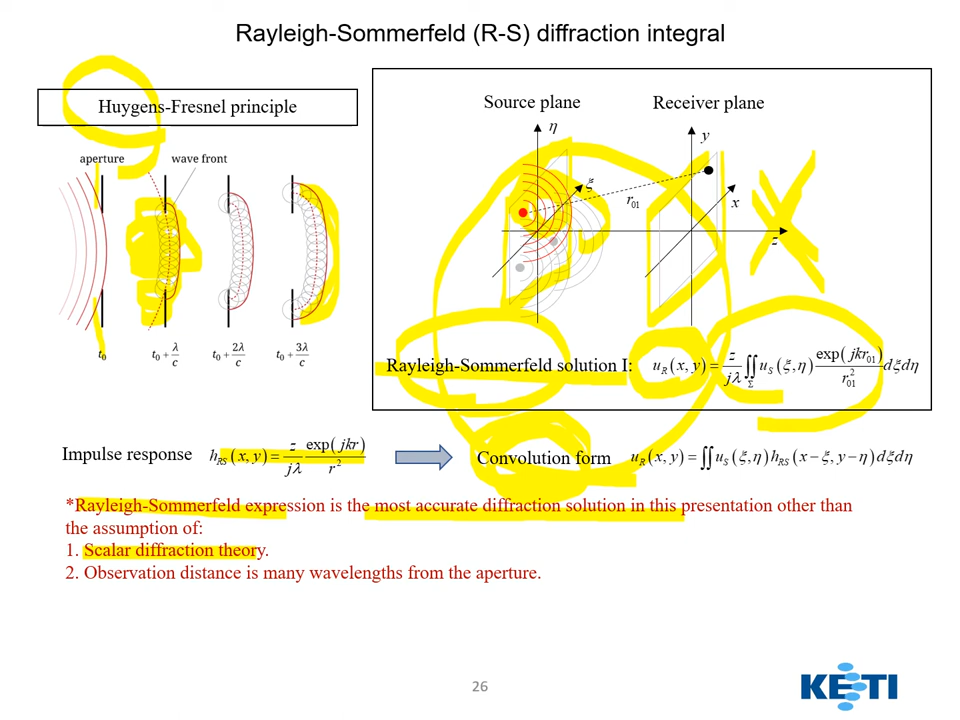 Rayleigh-Sommerfeld (R-S) diffraction integral
Huygens-Fresnel principle
aperture
wave front
t₀
t₀ + λ/c
t₀ + 2λ/c
t₀ + 3λ/c
Source plane
Receiver plane
η
ξ
r₀₁
y
x
z
Rayleigh-Sommerfeld solution I: u_R(x, y) = z/jλ ∬_Σ u_S(ξ, η) exp(jkr₀₁)/r₀₁² dξdη
Impulse response h_RS(x, y) = z/jλ exp(jkr)/r²
Convolution form u_R(x, y) = ∬ u_S(ξ, η) h_RS(x − ξ, y − η) dξdη
*Rayleigh-Sommerfeld expression is the most accurate diffraction solution in this presentation other than
the assumption of:
1. Scalar diffraction theory.
2. Observation distance is many wavelengths from the aperture.
26
KETI